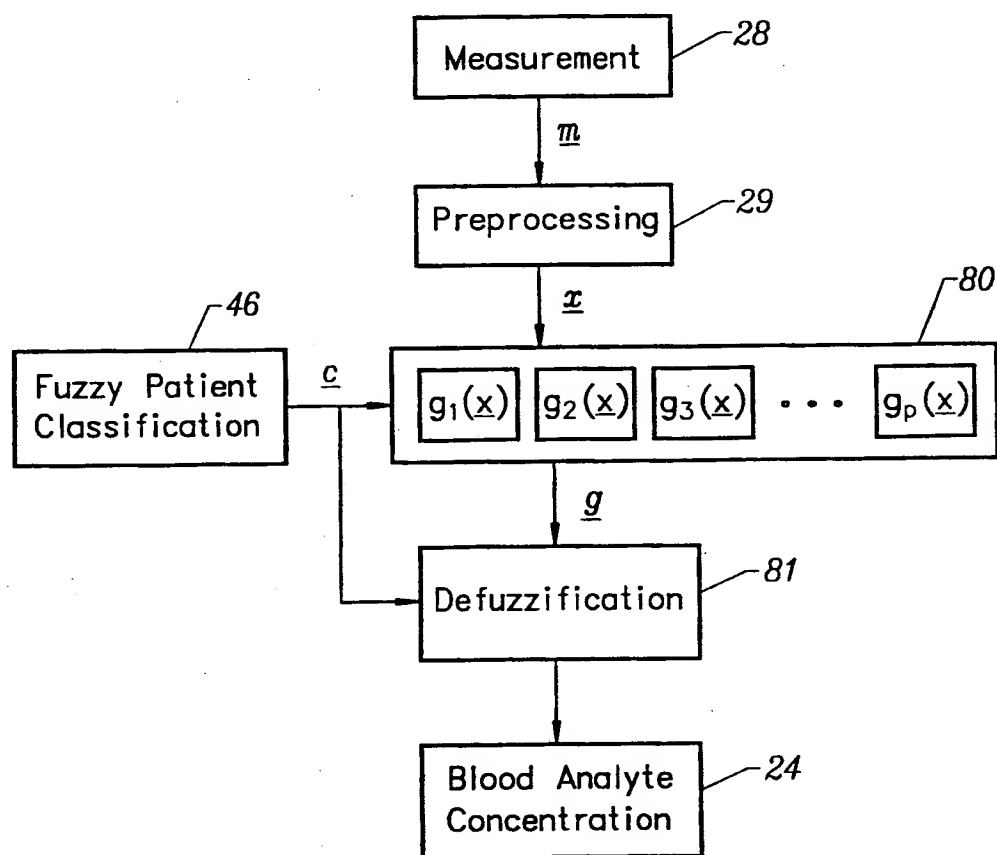 Measurement
28
m
Preprocessing
29
x
80
46
Fuzzy Patient
Classification
c
g₁(x) g₂(x) g₃(x) • • • gₚ(x)
g
Defuzzification
81
Blood Analyte
Concentration
24